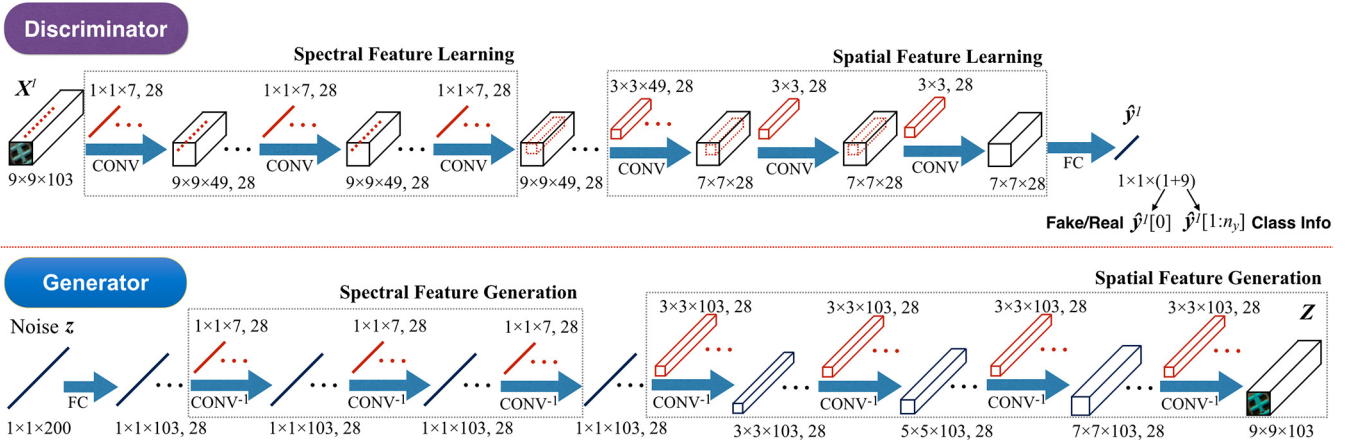 Discriminator
Spectral Feature Learning
Spatial Feature Learning
Xˡ
1×1×7, 28
1×1×7, 28
1×1×7, 28
3×3×49, 28
3×3, 28
3×3, 28
ŷˡ
CONV
CONV
CONV
CONV
CONV
CONV
FC
9×9×103
9×9×49, 28
9×9×49, 28
9×9×49, 28
7×7×28
7×7×28
7×7×28
1×1×(1+9)
Fake/Real ŷˡ[0] ŷˡ[1:n_y] Class Info
Generator
Spectral Feature Generation
Spatial Feature Generation
Noise z
1×1×7, 28
1×1×7, 28
1×1×7, 28
3×3×103, 28
3×3×103, 28
3×3×103, 28
3×3×103, 28
Z
FC
CONV⁻¹
CONV⁻¹
CONV⁻¹
CONV⁻¹
CONV⁻¹
CONV⁻¹
CONV⁻¹
1×1×200
1×1×103, 28
1×1×103, 28
1×1×103, 28
1×1×103, 28
3×3×103, 28
5×5×103, 28
7×7×103, 28
9×9×103